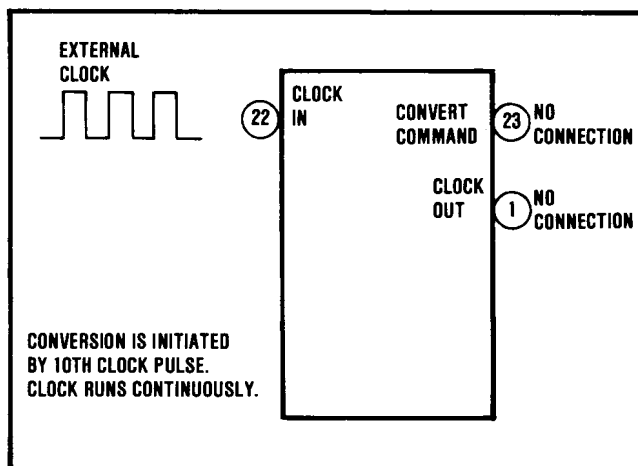 EXTERNAL
CLOCK
22
CLOCK
IN
CONVERT
COMMAND
23
NO
CONNECTION
CLOCK
OUT
1
NO
CONNECTION
CONVERSION IS INITIATED
BY 10TH CLOCK PULSE.
CLOCK RUNS CONTINUOUSLY.